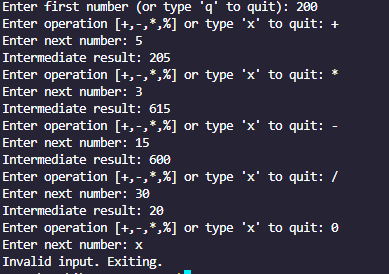 Enter first number (or type 'q' to quit): 200
Enter operation [+,-,*,%] or type 'x' to quit: +
Enter next number: 5
Intermediate result: 205
Enter operation [+,-,*,%] or type 'x' to quit: *
Enter next number: 3
Intermediate result: 615
Enter operation [+,-,*,%] or type 'x' to quit: -
Enter next number: 15
Intermediate result: 600
Enter operation [+,-,*,%] or type 'x' to quit: /
Enter next number: 30
Intermediate result: 20
Enter operation [+,-,*,%] or type 'x' to quit: 0
Enter next number: x
Invalid input. Exiting.